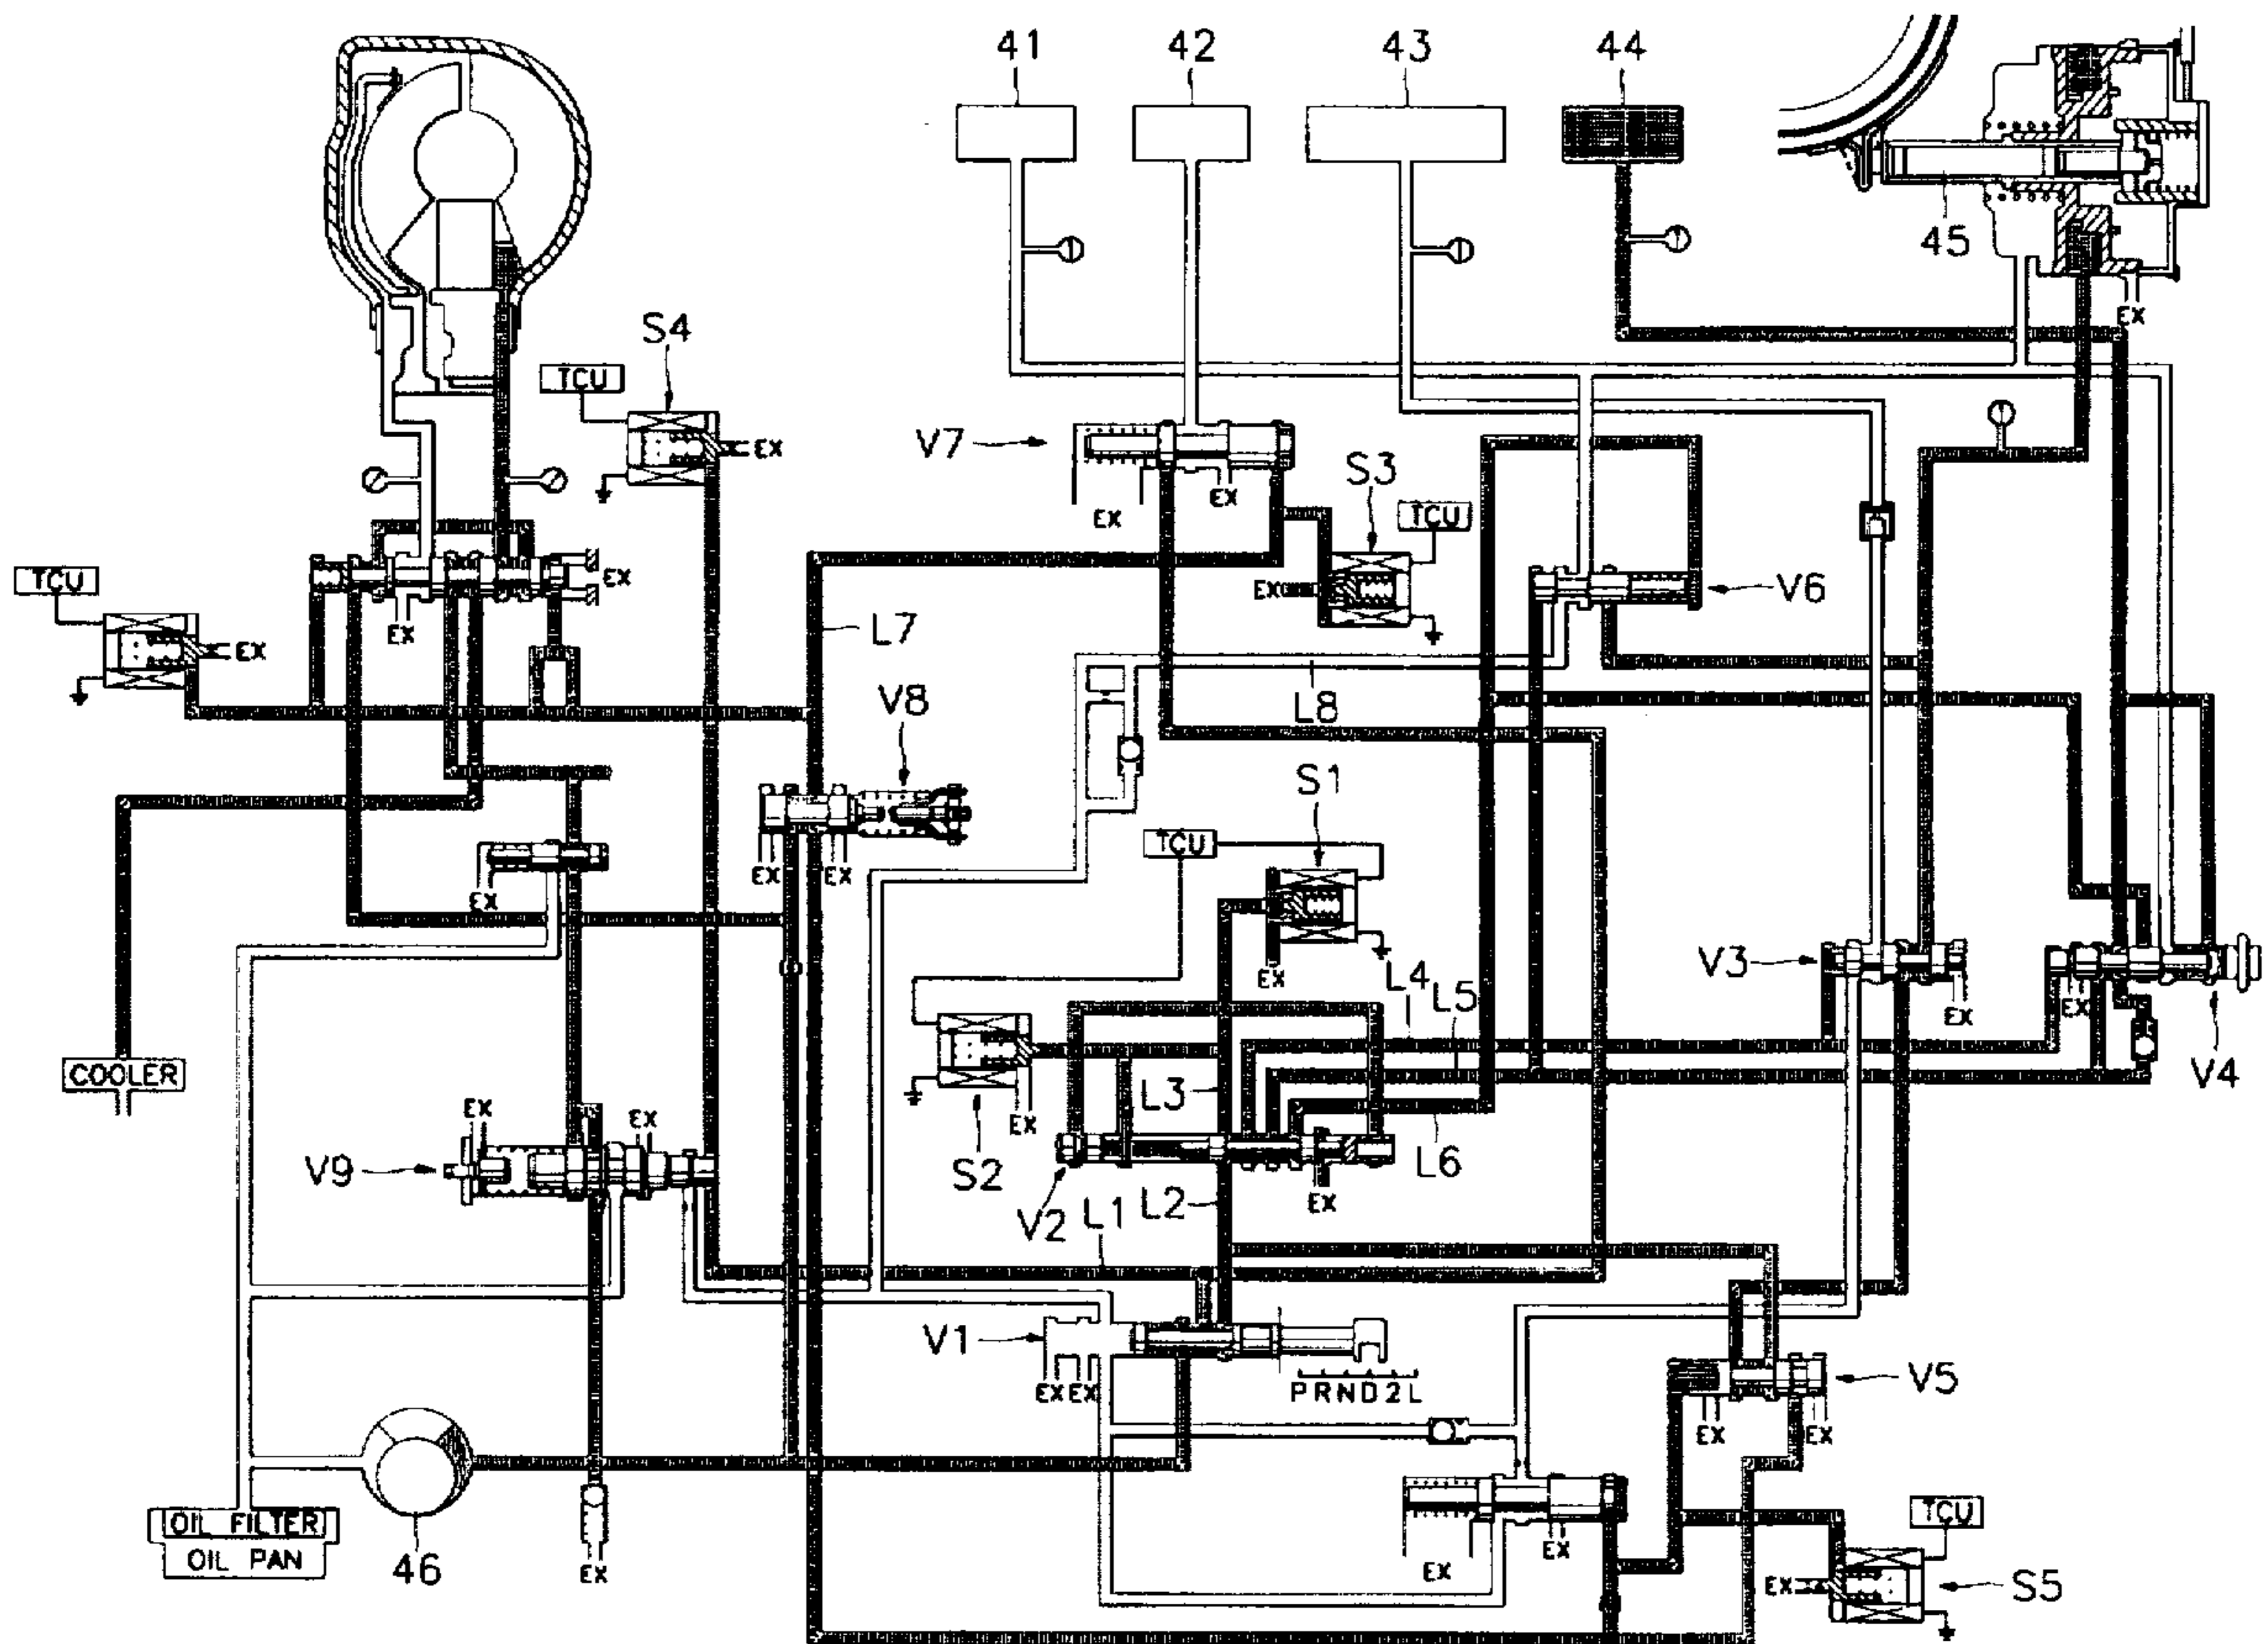 41
42
43
44
45
EX
S4
TCU
EX
V7
EX
EX
S3
TCU
EX
V6
EX
TCU
EX
EX
L7
L8
V8
S1
TCU
EX
EX
EX
EX
V3
L4
L5
EX
EX
V4
COOLER
L3
EX
EX
EX
V9
S2
V2
L6
EX
L1
L2
V1
EX
EX
PRND2L
V5
EX
EX
OIL FILTER
OIL PAN
46
EX
EX
EX
TCU
EX
S5